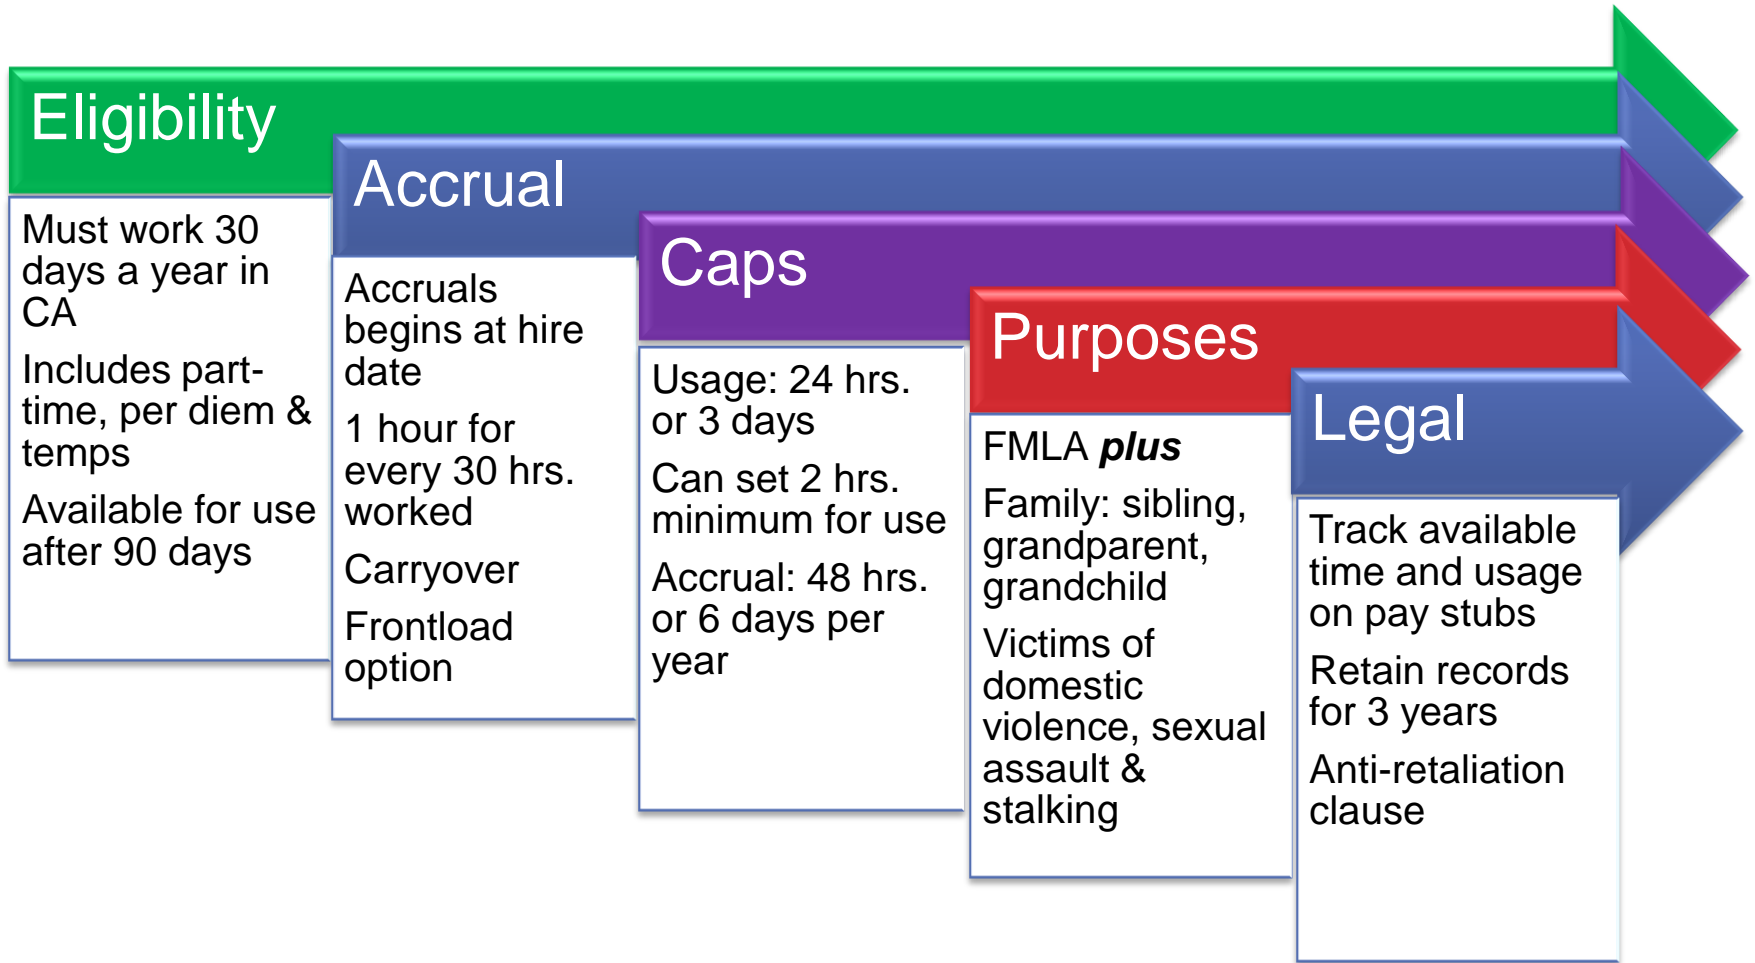 Eligibility
Must work 30
days a year in
CA
Includes part-
time, per diem &
temps
Available for use
after 90 days
Accrual
Accruals
begins at hire
date
1 hour for
every 30 hrs.
worked
Carryover
Frontload
option
Caps
Usage: 24 hrs.
or 3 days
Can set 2 hrs.
minimum for use
Accrual: 48 hrs.
or 6 days per
year
Purposes
FMLA plus
Family: sibling,
grandparent,
grandchild
Victims of
domestic
violence, sexual
assault &
stalking
Legal
Track available
time and usage
on pay stubs
Retain records
for 3 years
Anti-retaliation
clause